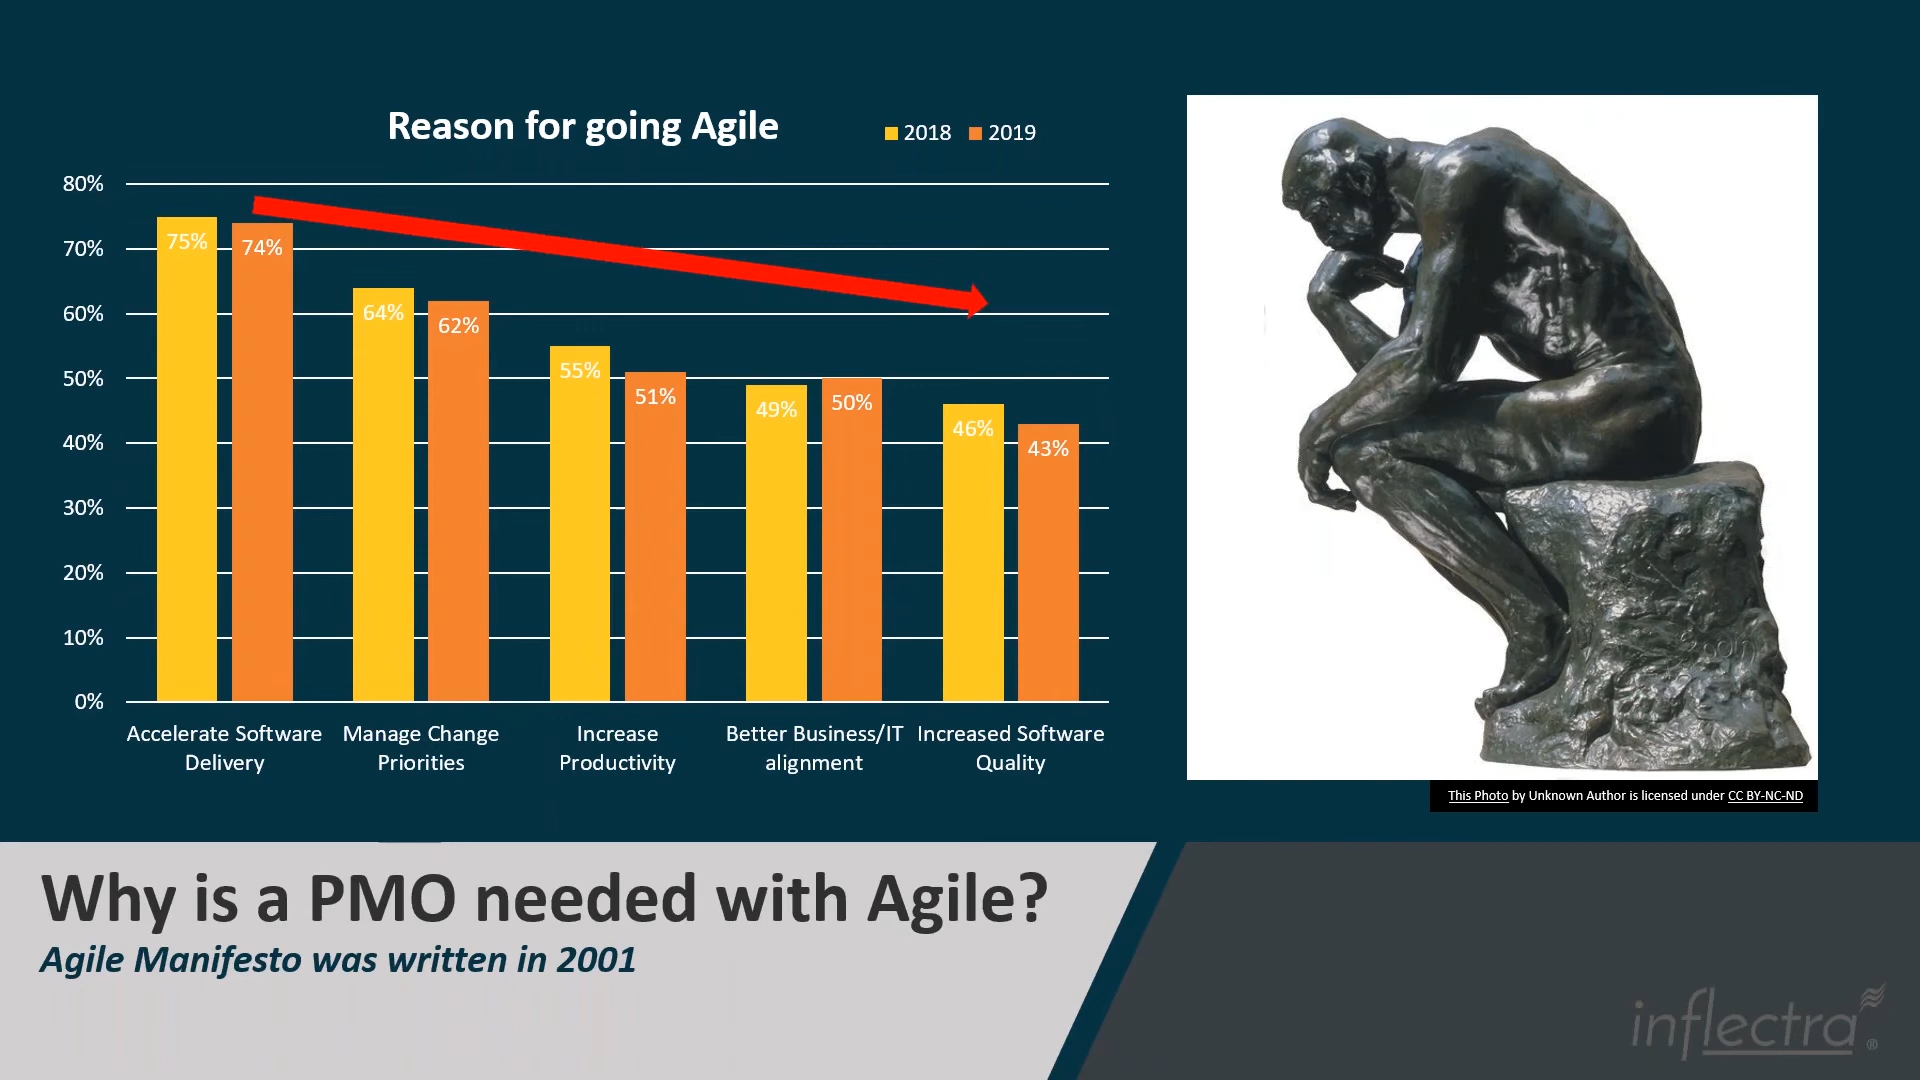 Reason for going Agile
2018 2019
80%
70%
60%
50%
40%
30%
20%
10%
0%
75% 74%
64% 62%
55% 51%
49% 50%
46% 43%
Accelerate Software
Delivery
Manage Change
Priorities
Increase
Productivity
Better Business/IT
alignment
Increased Software
Quality
This Photo by Unknown Author is licensed under CC BY-NC-ND
Why is a PMO needed with Agile?
Agile Manifesto was written in 2001
inflectra®